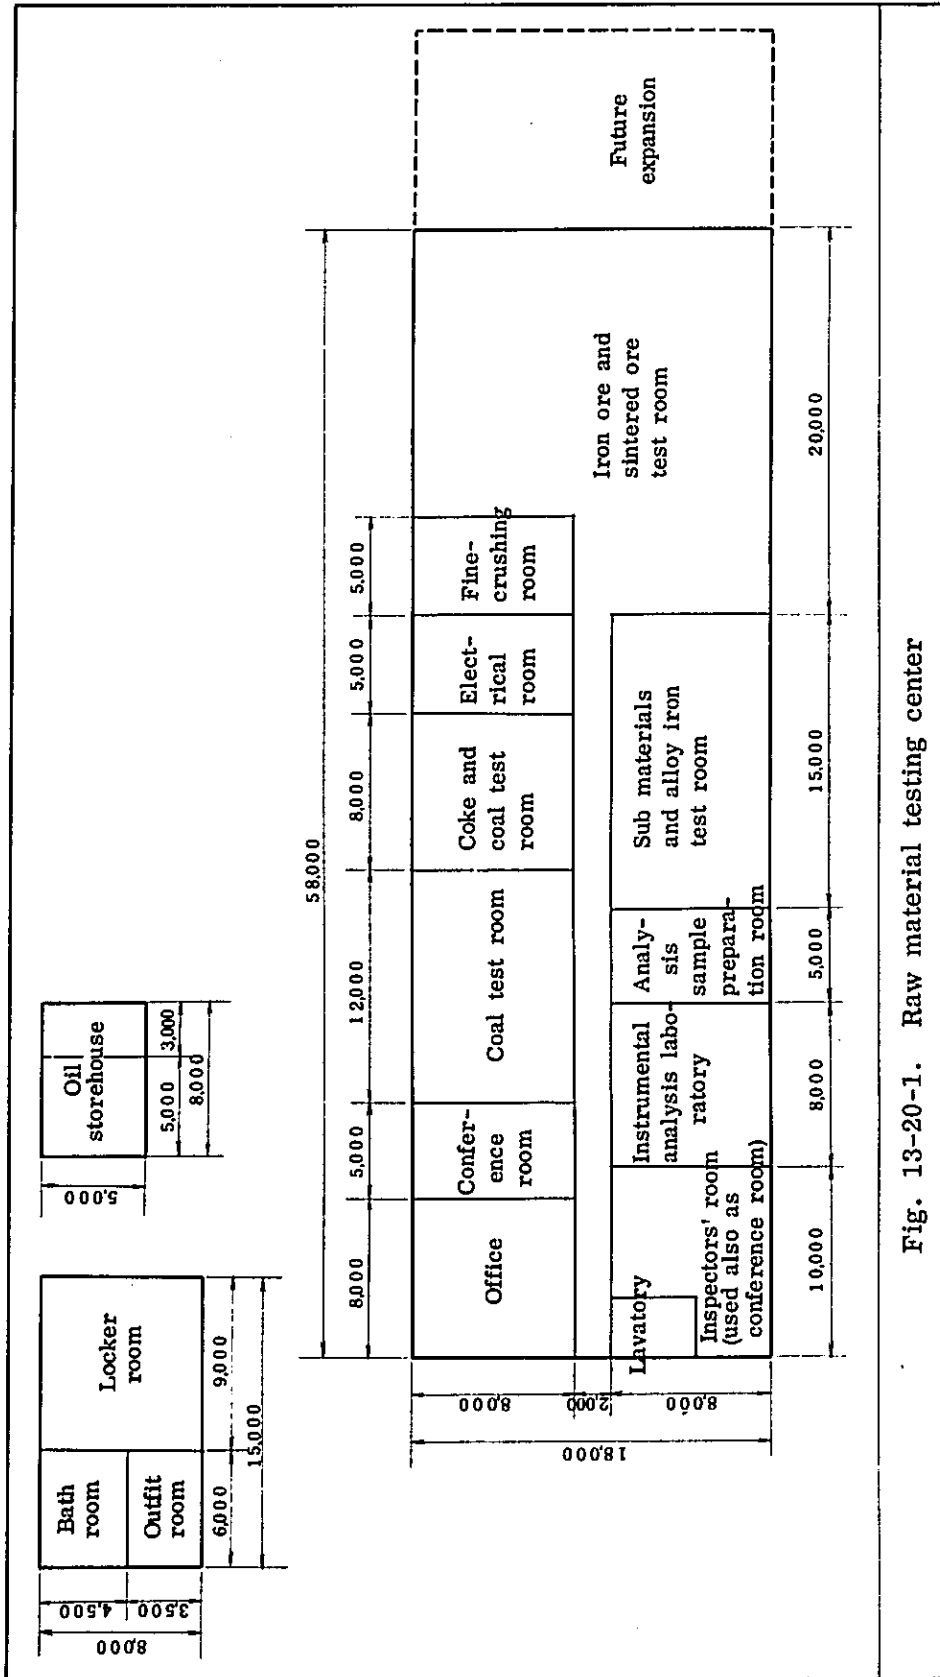 Bath
room
Outfit
room
Locker
room
4,500
3,500
8,000
6,000
9,000
15,000
Oil
storehouse
5,000
5,000
3,000
8,000
58,000
8,000
5,000
12,000
8,000
5,000
5,000
Office
Confer-
ence
room
Coal test room
Coke and
coal test
room
Elect-
rical
room
Fine-
crushing
room
Iron ore and
sintered ore
test room
Future
expansion
Lavatory
Inspectors' room
(used also as
conference room)
Instrumental
analysis labo-
ratory
Analy-
sis
sample
prepara-
tion room
Sub materials
and alloy iron
test room
8,000
2,000
8,000
18,000
10,000
8,000
5,000
15,000
20,000
Fig. 13-20-1. Raw material testing center